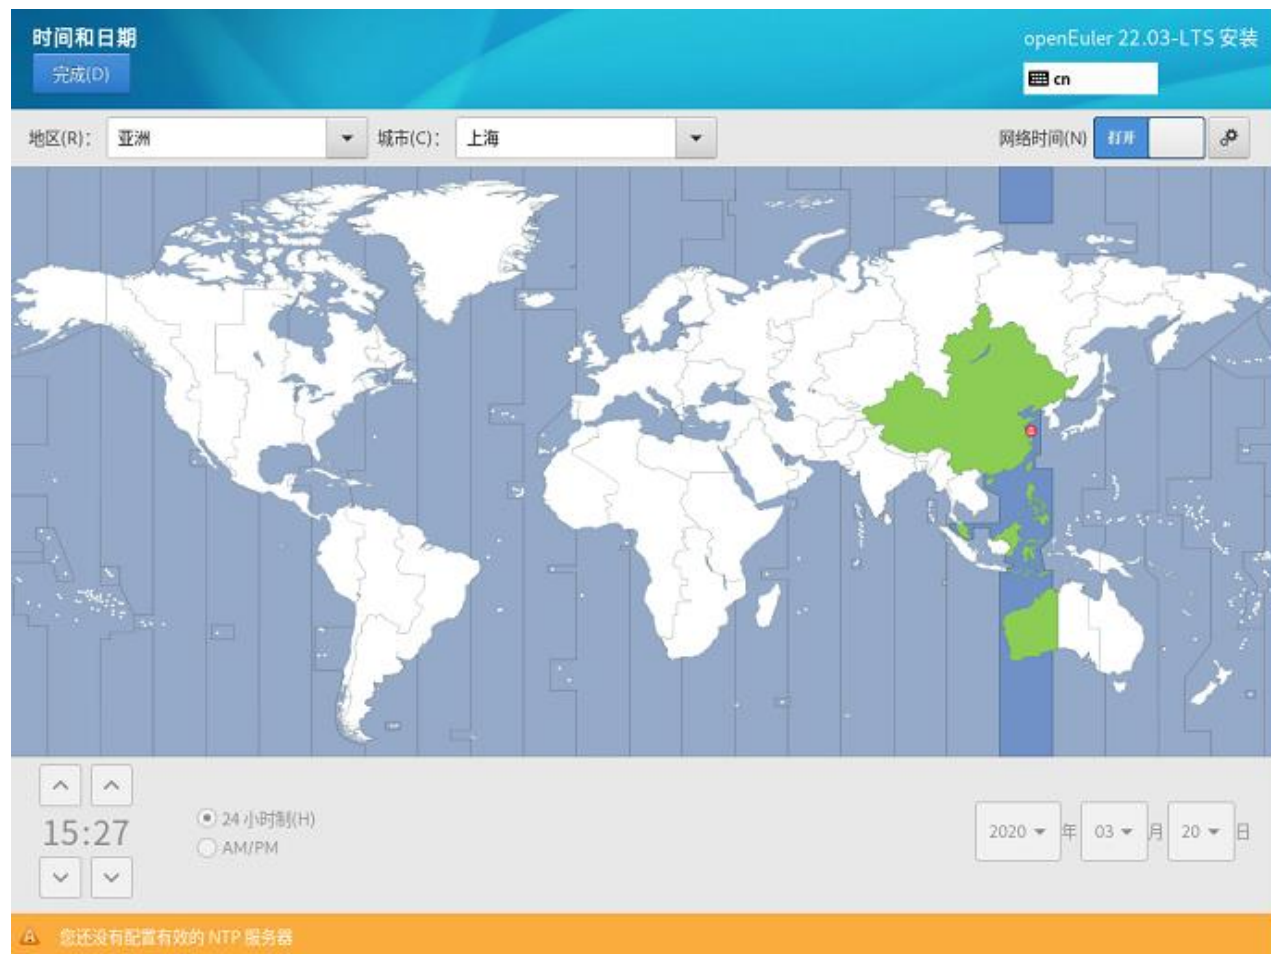 时间和日期
openEuler 22.03-LTS 安装
完成(D)
cn
地区(R)： 亚洲 城市(C)： 上海 网络时间(N) 打开
15:27
24 小时制(H)
AM/PM
2020 年 03 月 20 日
您还没有配置有效的 NTP 服务器